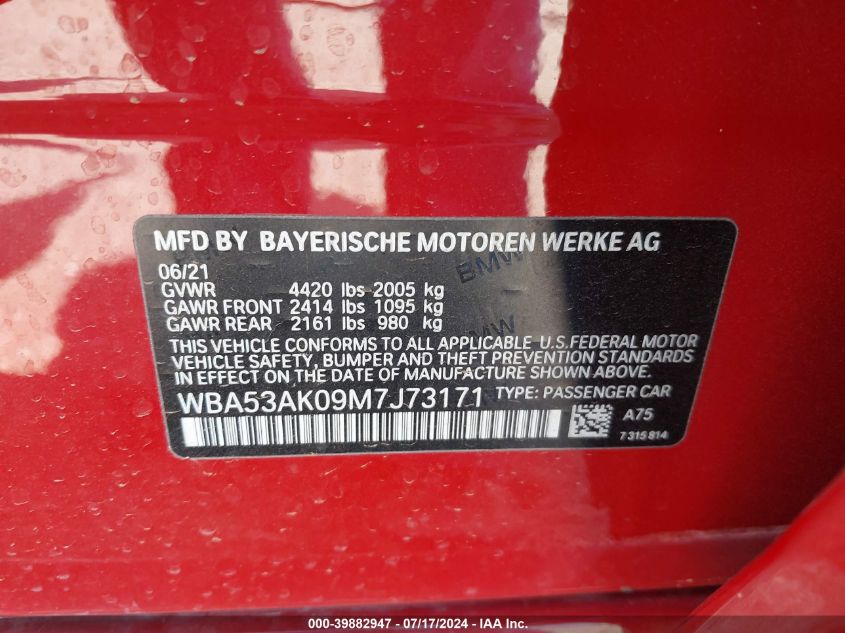 MFD BY BAYERISCHE MOTOREN WERKE AG
06/21
GVWR 4420 lbs 2005 kg
GAWR FRONT 2414 lbs 1095 kg
GAWR REAR 2161 lbs 980 kg
THIS VEHICLE CONFORMS TO ALL APPLICABLE U.S.FEDERAL MOTOR
VEHICLE SAFETY, BUMPER AND THEFT PREVENTION STANDARDS
IN EFFECT ON THE DATE OF MANUFACTURE SHOWN ABOVE.
WBA53AK09M7J73171 TYPE: PASSENGER CAR
A75
7 315 814
BMW
BMW
000-39882947 - 07/17/2024 - IAA Inc.